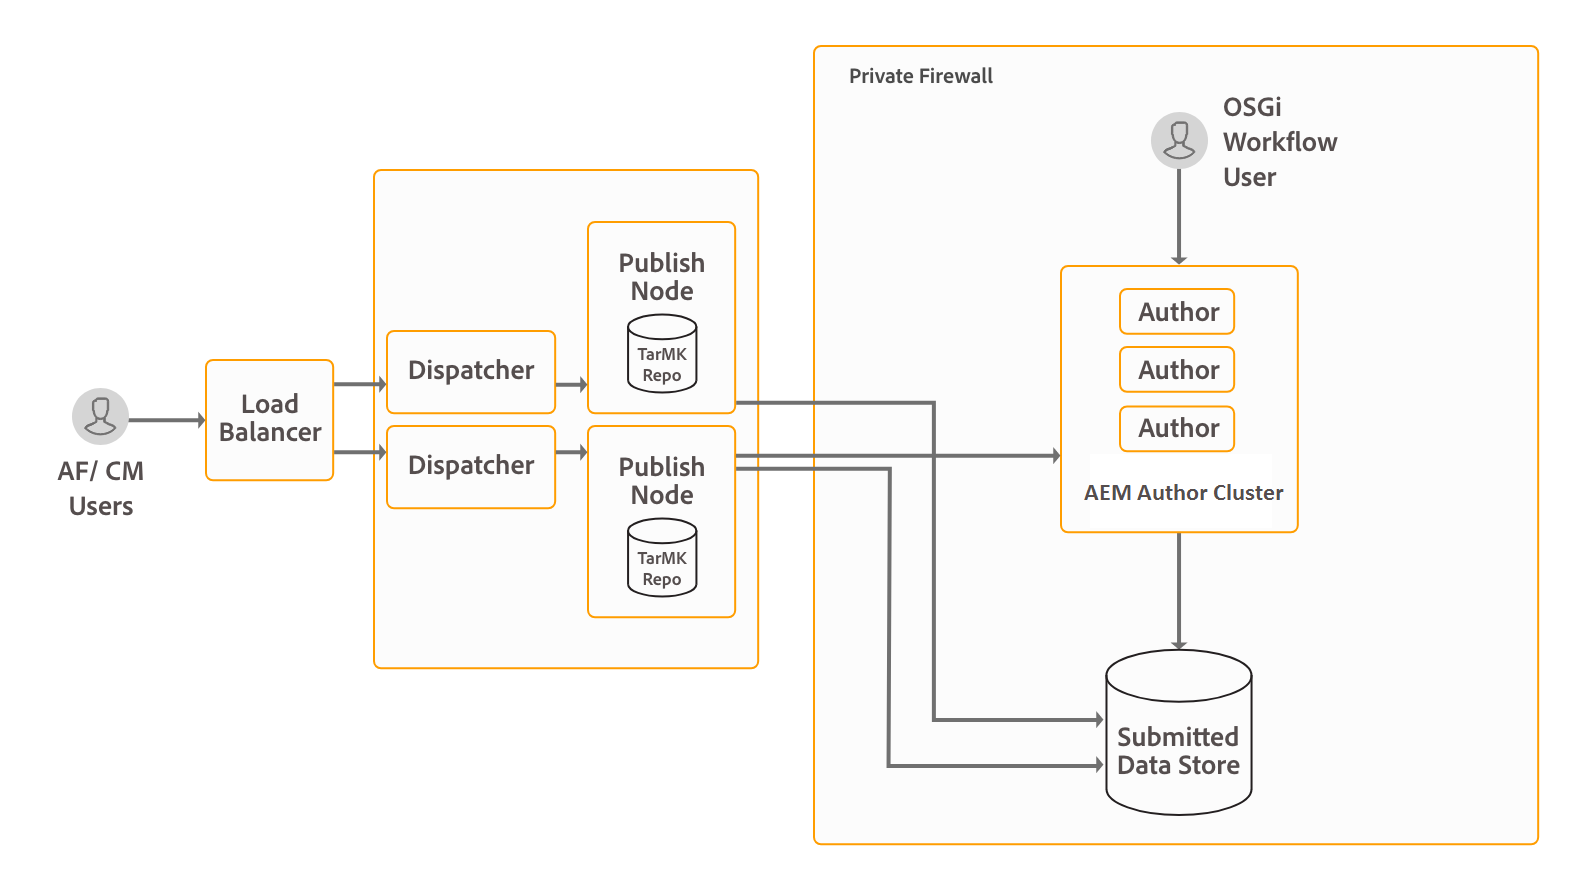 Private Firewall
OSGi
Workflow
User
Publish
Node
TarMK
Repo
Dispatcher
Load
Balancer
AF/ CM
Users
Dispatcher
Publish
Node
TarMK
Repo
Author
Author
Author
AEM Author Cluster
Submitted
Data Store